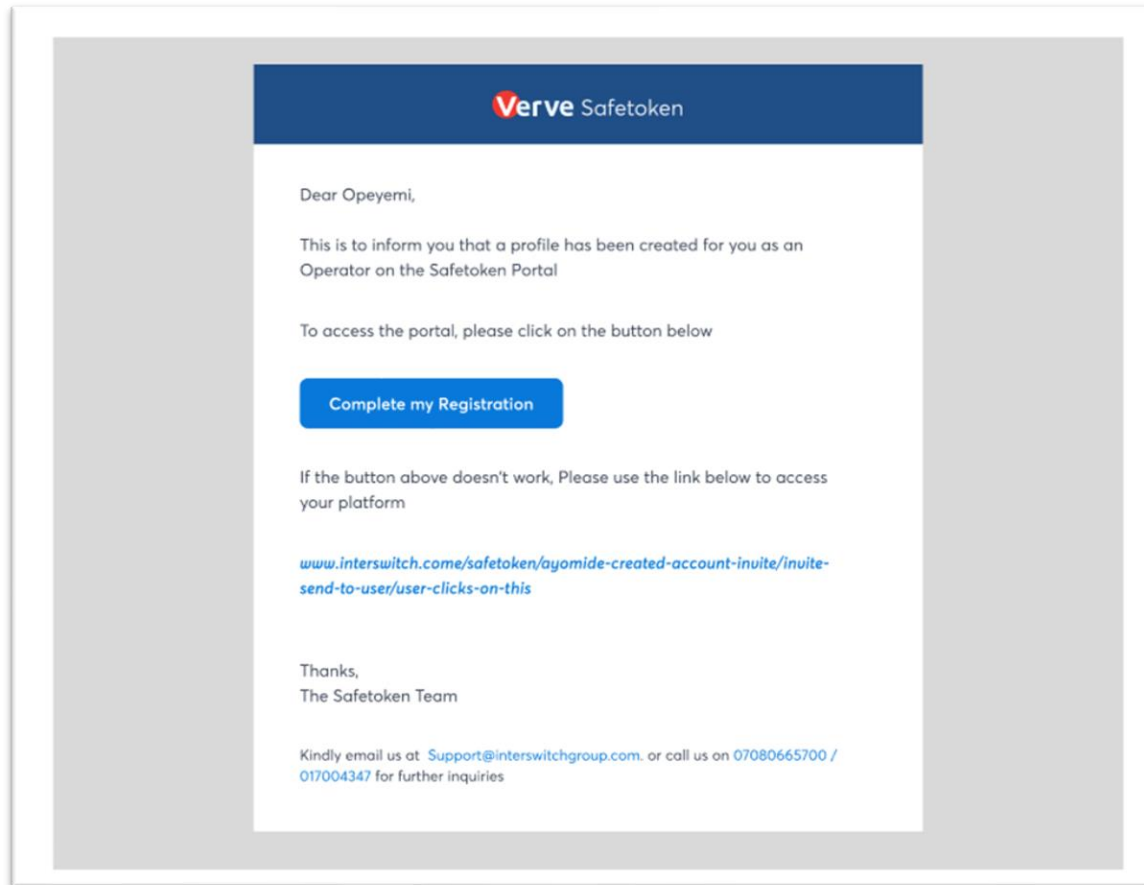 Verve Safetoken
Dear Opeyemi,
This is to inform you that a profile has been created for you as an
Operator on the Safetoken Portal
To access the portal, please click on the button below
Complete my Registration
If the button above doesn't work, Please use the link below to access
your platform
www.interswitch.come/safetoken/ayomide-created-account-invite/invite-
send-to-user/user-clicks-on-this
Thanks,
The Safetoken Team
Kindly email us at Support@interswitchgroup.com. or call us on 07080665700 /
017004347 for further inquiries